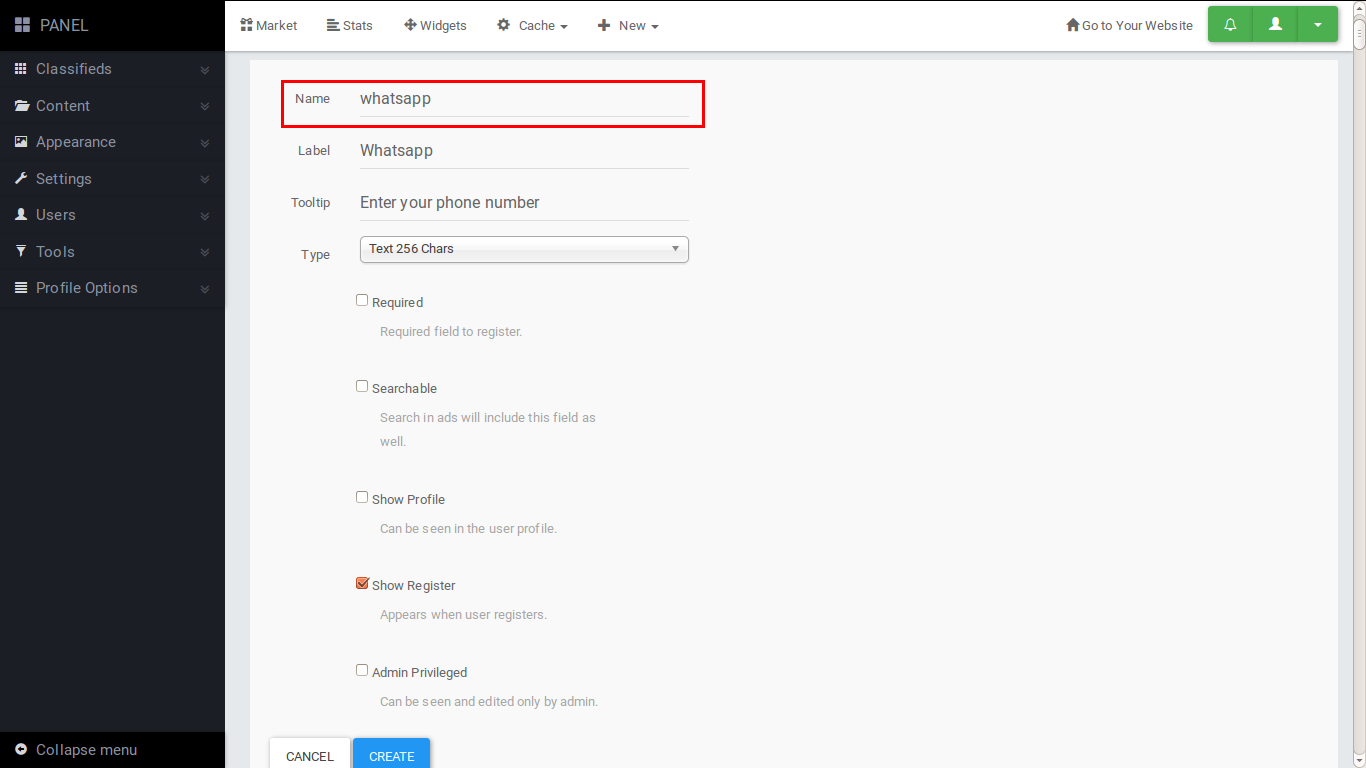 PANEL
Market Stats Widgets Cache New Go to Your Website
Classifieds
Content
Appearance
Settings
Users
Tools
Profile Options
Collapse menu
Name whatsapp
Label Whatsapp
Tooltip Enter your phone number
Type Text 256 Chars
Required
Required field to register.
Searchable
Search in ads will include this field as
well.
Show Profile
Can be seen in the user profile.
Show Register
Appears when user registers.
Admin Privileged
Can be seen and edited only by admin.
CANCEL CREATE